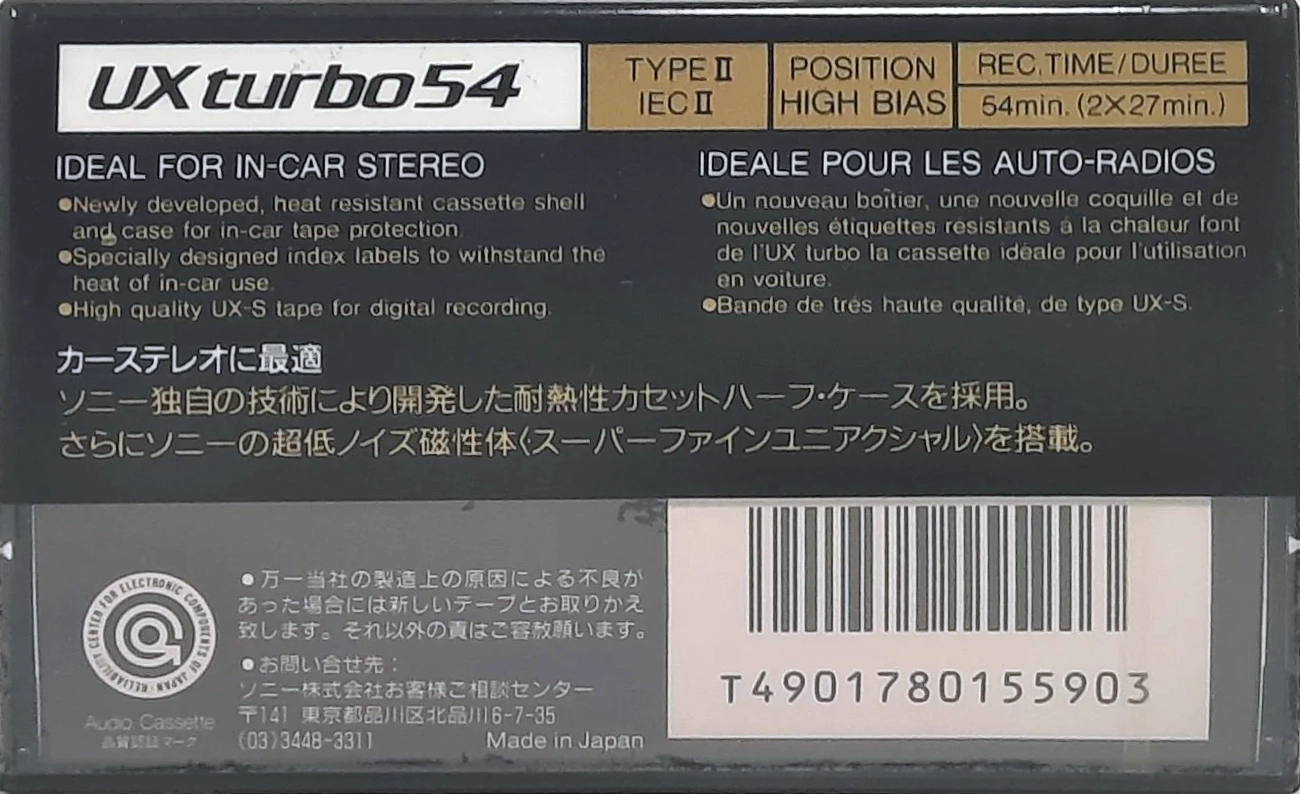 UX turbo 54
TYPE II
IEC II
POSITION
HIGH BIAS
REC. TIME/DUREE
54min. (2X27min.)
IDEAL FOR IN-CAR STEREO
●Newly developed, heat resistant cassette shell
and case for in-car tape protection.
●Specially designed index labels to withstand the
heat of in-car use.
●High quality UX-S tape for digital recording.
IDEALE POUR LES AUTO-RADIOS
●Un nouveau boîtier, une nouvelle coquille et de
nouvelles étiquettes résistants à la chaleur font
de l'UX turbo la cassette idéale pour l'utilisation
en voiture.
●Bande de très haute qualité, de type UX-S.
カーステレオに最適
ソニー独自の技術により開発した耐熱性カセットハーフ・ケースを採用。
さらにソニーの超低ノイズ磁性体〈スーパーファインユニアクシャル〉を搭載。
RELIABILITY CENTER FOR ELECTRONIC COMPONENTS OF JAPAN
Audio Cassette
品質認証マーク
●万一当社の製造上の原因による不良が
あった場合には新しいテープとお取りかえ
致します。それ以外の責はご容赦願います。
●お問い合せ先：
ソニー株式会社お客様ご相談センター
〒141 東京都品川区北品川6-7-35
(03)3448-3311
Made in Japan
T4901780155903